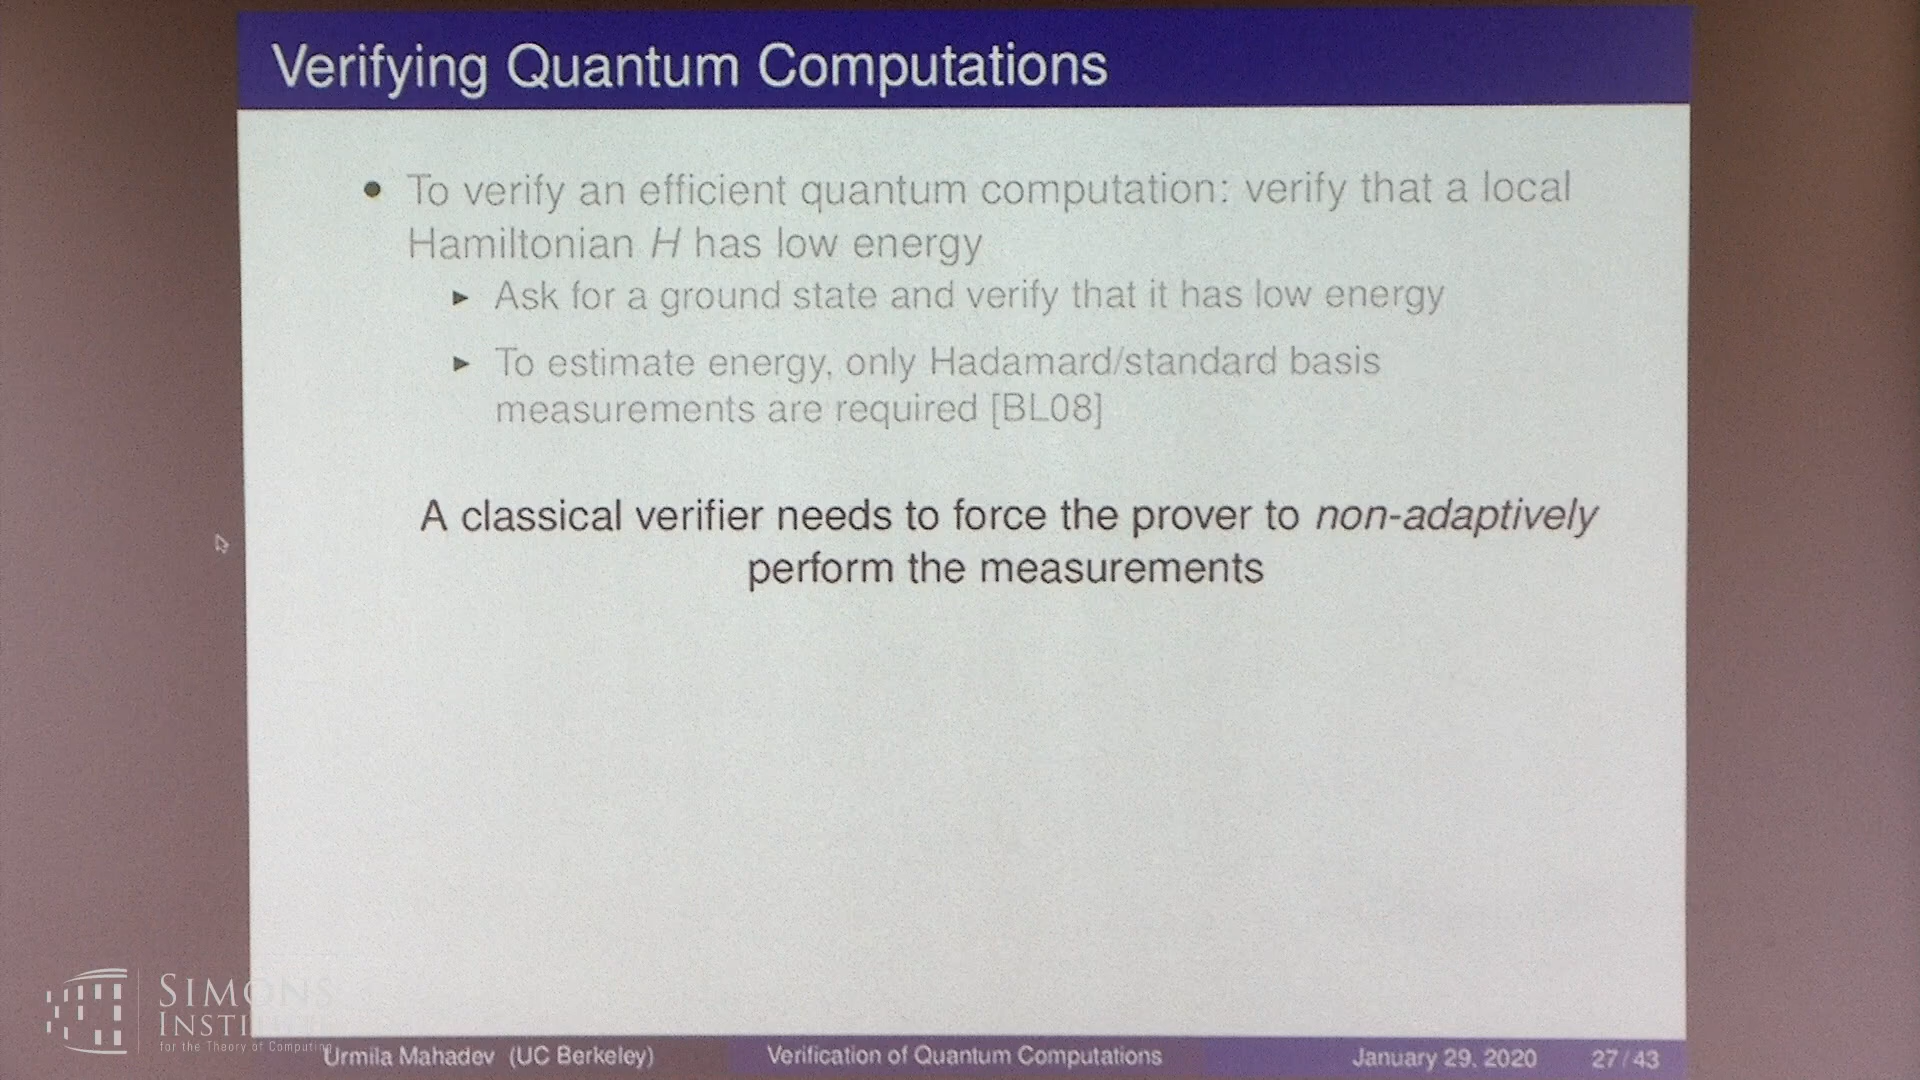 Verifying Quantum Computations
• To verify an efficient quantum computation: verify that a local
Hamiltonian H has low energy
► Ask for a ground state and verify that it has low energy
► To estimate energy, only Hadamard/standard basis
measurements are required [BL08]
A classical verifier needs to force the prover to non-adaptively
perform the measurements
SIMONS
INSTI
for the Theory of Computing
Urmila Mahadev (UC Berkeley) Verification of Quantum Computations January 29, 2020 27/43